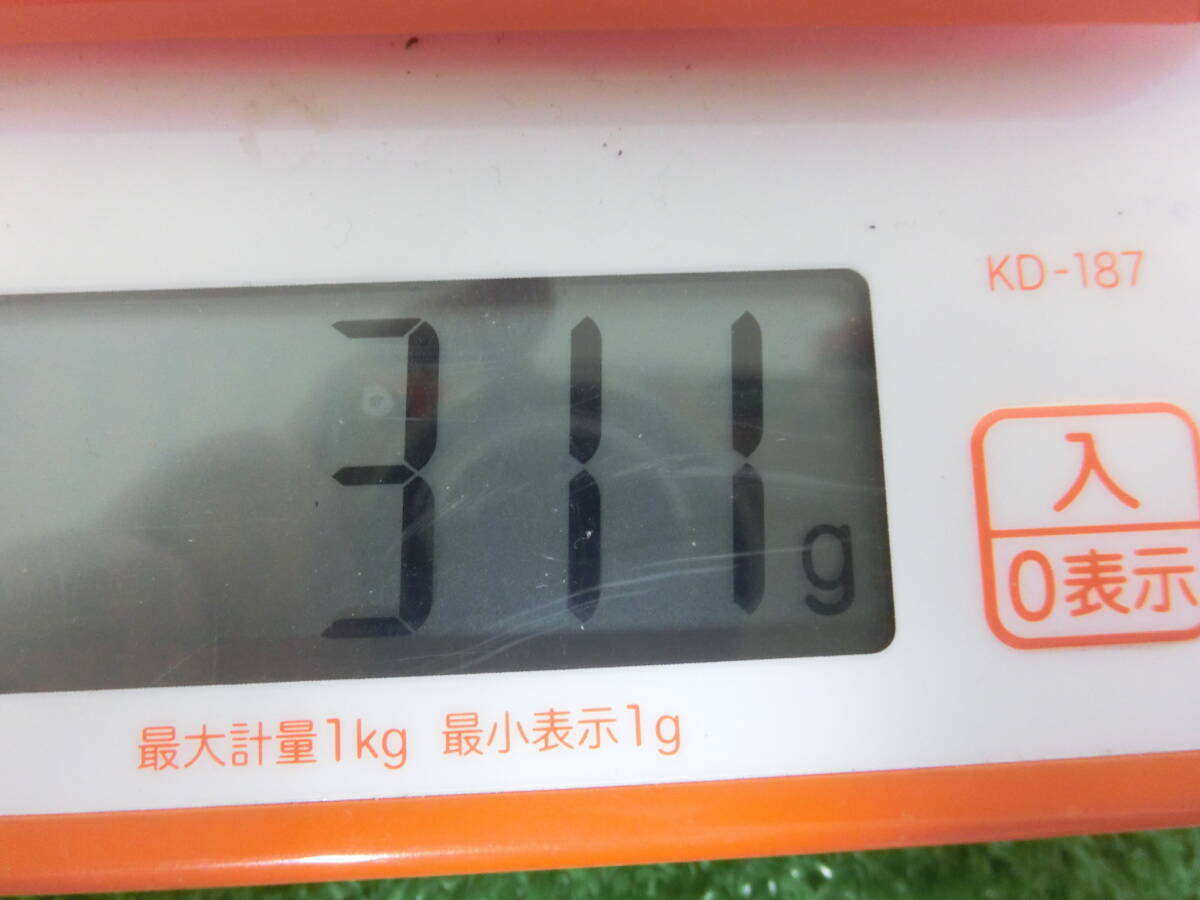 KD-187
311g
入
0表示
最大計量1kg 最小表示1g